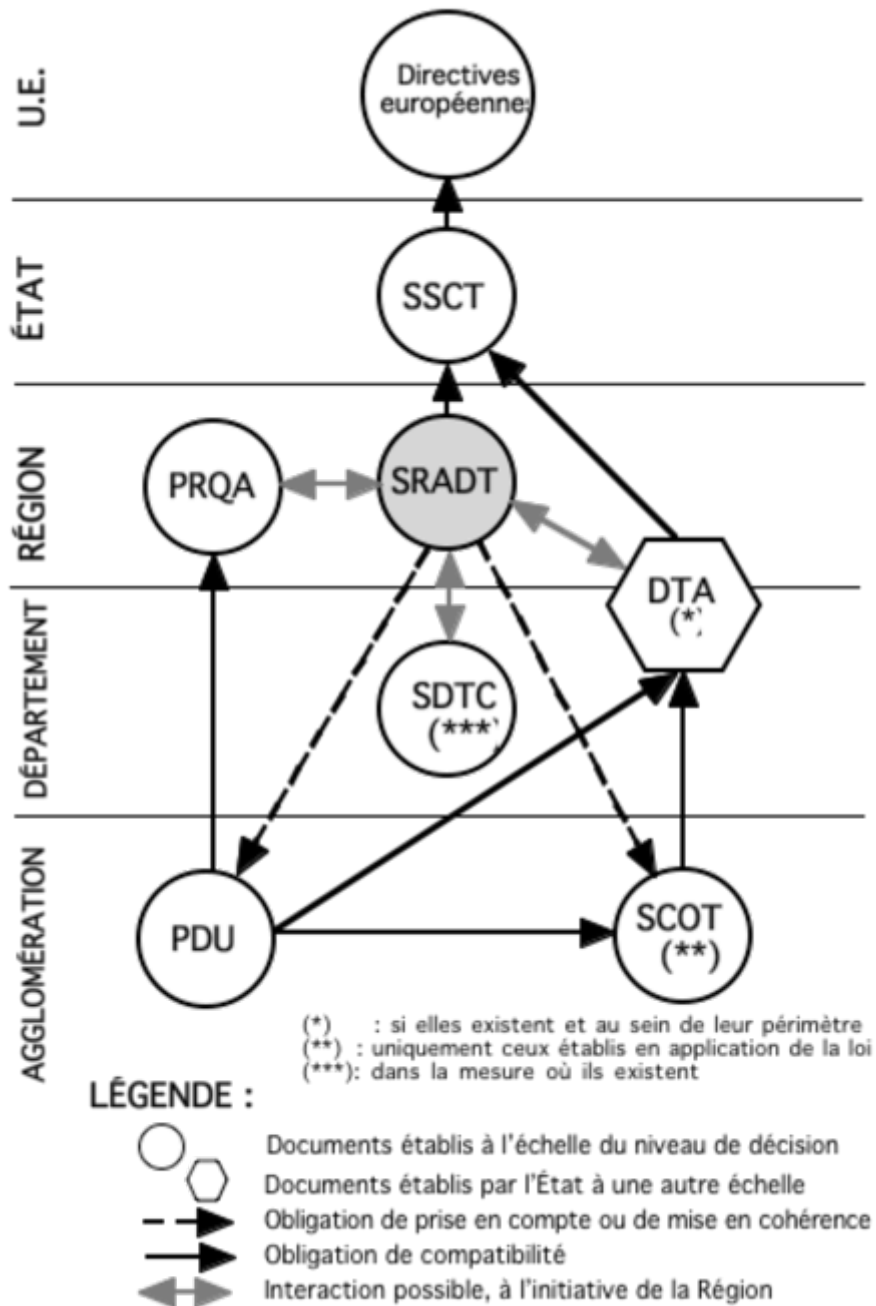 U.E.
Directives
européennes
ÉTAT
SSCT
RÉGION
PRQA
SRADT
DTA
(*)
DÉPARTEMENT
SDTC
(***)
AGGLOMÉRATION
PDU
SCOT
(**)
(*) : si elles existent et au sein de leur périmètre
(**) : uniquement ceux établis en application de la loi
(***): dans la mesure où ils existent
LÉGENDE :
Documents établis à l'échelle du niveau de décision
Documents établis par l'État à une autre échelle
Obligation de prise en compte ou de mise en cohérence
Obligation de compatibilité
Interaction possible, à l'initiative de la Région